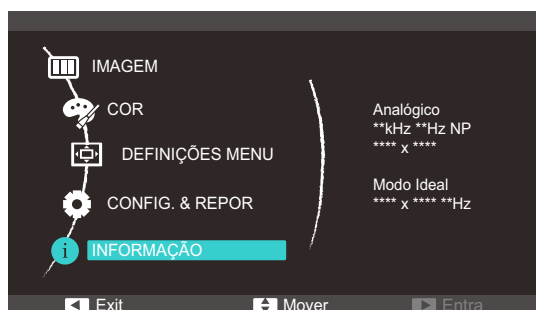 IMAGEM
COR
DEFINIÇÕES MENU
CONFIG. & REPOR
i INFORMAÇÃO
Analógico
**kHz **Hz NP
**** x ****
Modo Ideal
**** x **** **Hz
Exit Mover Entra